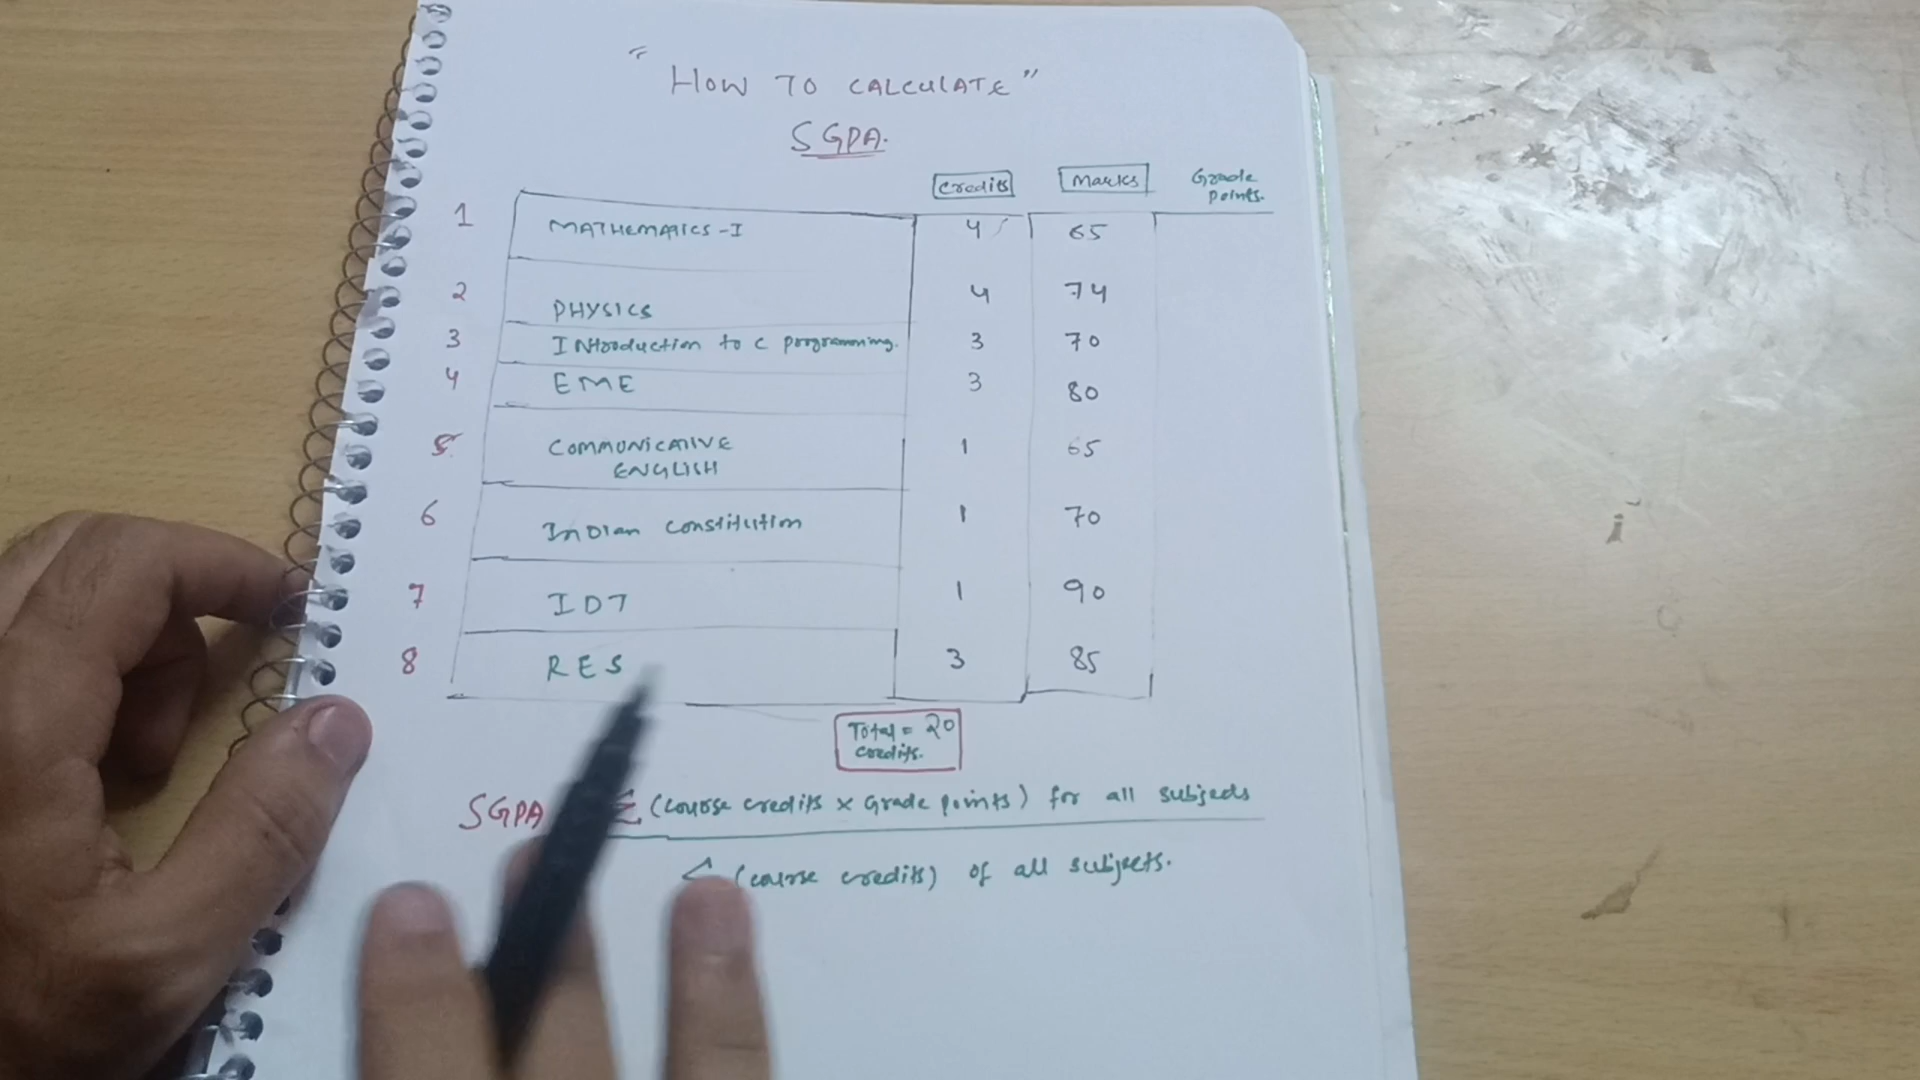 "HOW TO CALCULATE"
SGPA.
Credits Marks Grade points.
1 MATHEMATICS-I 4 65
2 PHYSICS 4 74
3 Introduction to C programming. 3 70
4 EME 3 80
5 COMMUNICATIVE ENGLISH 1 65
6 Indian Constitution 1 70
7 IDT 1 90
8 RES 3 85
Total = 20
Credits.
SGPA Σ (Course credits x Grade points) for all subjects
(course credits) of all subjects.